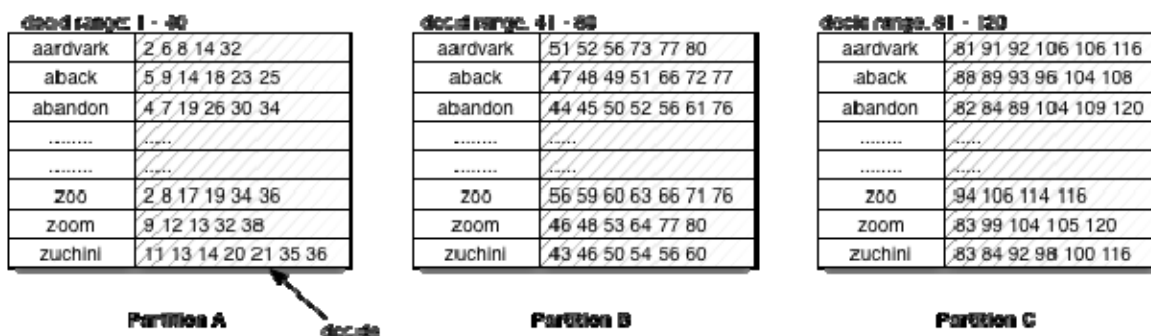 docid range: 1 - 40
aardvark 2 6 8 14 32
aback 5 9 14 18 23 25
abandon 4 7 19 26 30 34
........ ......
........ ......
zoo 2 8 17 19 34 36
zoom 9 12 13 32 38
zuchini 11 13 14 20 21 35 36
Partition A
docids
docid range: 41 - 80
aardvark 51 52 56 73 77 80
aback 47 48 49 51 66 72 77
abandon 44 45 50 52 56 61 76
........ ......
........ ......
zoo 56 59 60 63 66 71 76
zoom 46 48 53 64 77 80
zuchini 43 46 50 54 56 60
Partition B
docid range: 81 - 120
aardvark 81 91 92 106 106 116
aback 88 89 93 96 104 108
abandon 82 84 89 104 109 120
........ ......
........ ......
zoo 94 106 114 116
zoom 83 99 104 105 120
zuchini 83 84 92 98 100 116
Partition C